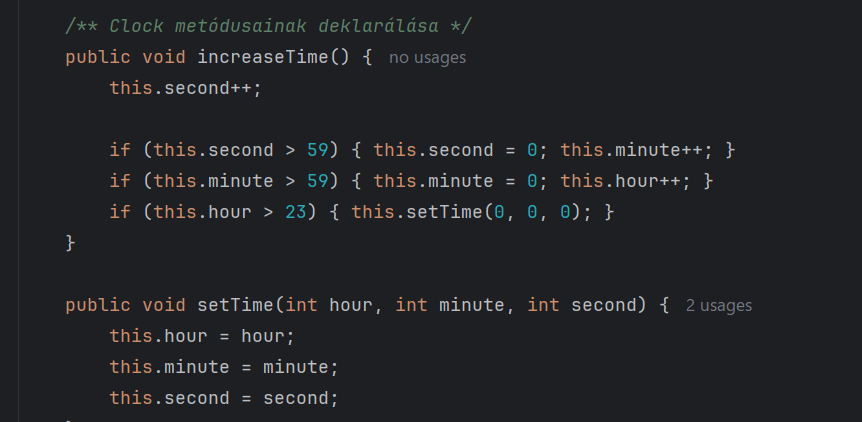 /** Clock metódusainak deklarálása */
public void increaseTime() { no usages
this.second++;
if (this.second > 59) { this.second = 0; this.minute++; }
if (this.minute > 59) { this.minute = 0; this.hour++; }
if (this.hour > 23) { this.setTime(0, 0, 0); }
}
public void setTime(int hour, int minute, int second) { 2 usages
this.hour = hour;
this.minute = minute;
this.second = second;